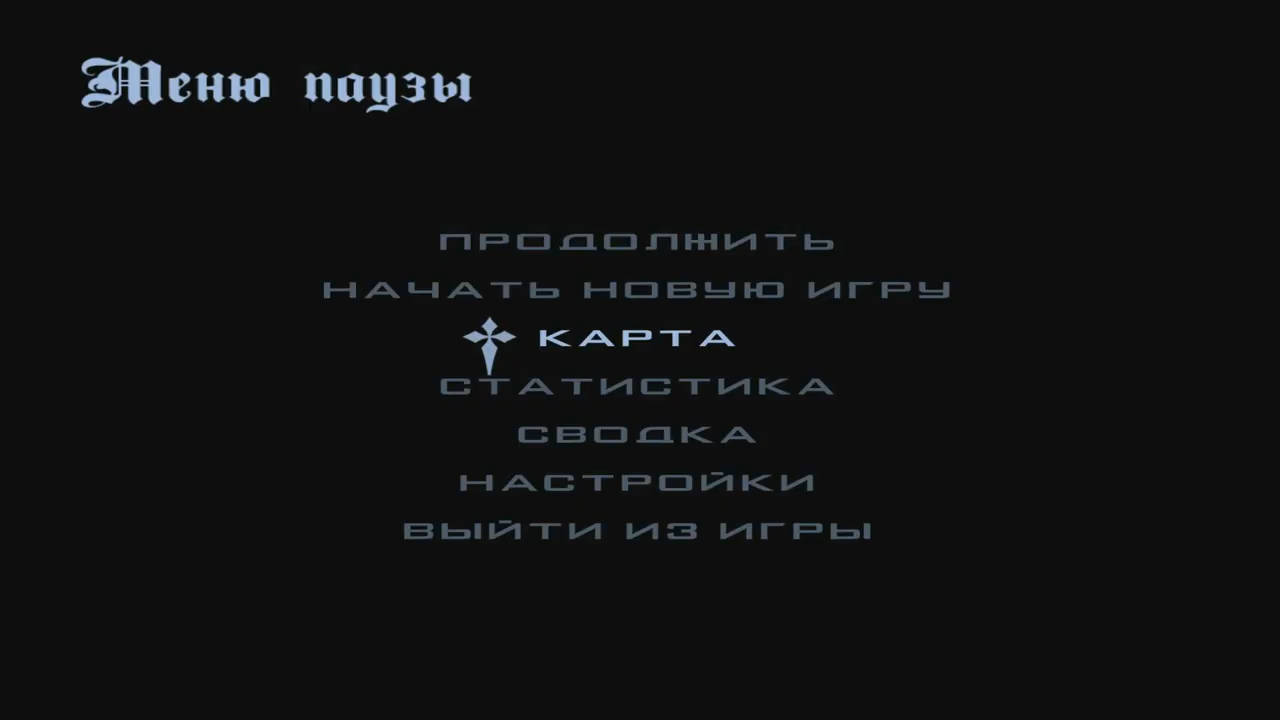 Меню паузы
ПРОДОЛЖИТЬ
НАЧАТЬ НОВУЮ ИГРУ
КАРТА
СТАТИСТИКА
СВОДКА
НАСТРОЙКИ
ВЫЙТИ ИЗ ИГРЫ